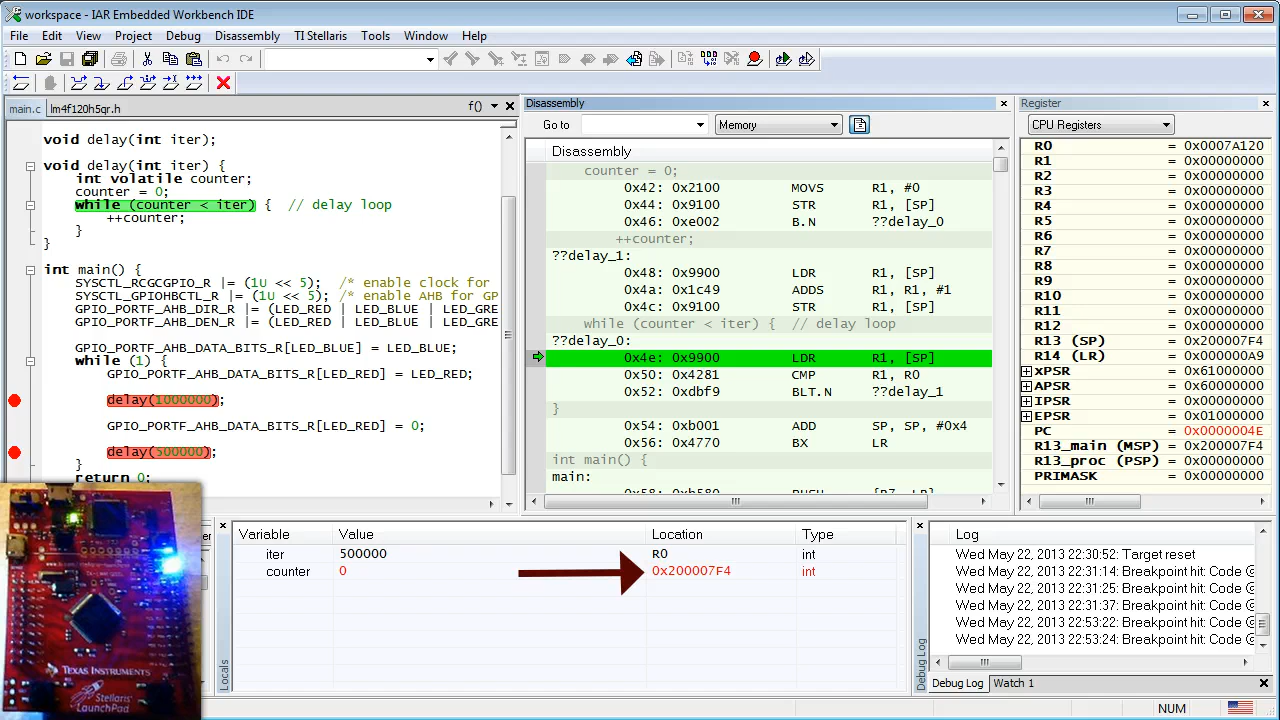 workspace - IAR Embedded Workbench IDE
File Edit View Project Debug Disassembly TI Stellaris Tools Window Help
main.c lm4f120h5qr.h f()
void delay(int iter);
void delay(int iter) {
int volatile counter;
counter = 0;
while (counter < iter) { // delay loop
++counter;
}
}
int main() {
SYSCTL_RCGCGPIO_R |= (1U << 5); /* enable clock for
SYSCTL_GPIOHBCTL_R |= (1U << 5); /* enable AHB for GP
GPIO_PORTF_AHB_DIR_R |= (LED_RED | LED_BLUE | LED_GRE
GPIO_PORTF_AHB_DEN_R |= (LED_RED | LED_BLUE | LED_GRE
GPIO_PORTF_AHB_DATA_BITS_R[LED_BLUE] = LED_BLUE;
while (1) {
GPIO_PORTF_AHB_DATA_BITS_R[LED_RED] = LED_RED;
delay(1000000);
GPIO_PORTF_AHB_DATA_BITS_R[LED_RED] = 0;
delay(500000);
}
return 0;
Disassembly
Go to Memory
Disassembly
counter = 0;
0x42: 0x2100 MOVS R1, #0
0x44: 0x9100 STR R1, [SP]
0x46: 0xe002 B.N ??delay_0
++counter;
??delay_1:
0x48: 0x9900 LDR R1, [SP]
0x4a: 0x1c49 ADDS R1, R1, #1
0x4c: 0x9100 STR R1, [SP]
while (counter < iter) { // delay loop
??delay_0:
0x4e: 0x9900 LDR R1, [SP]
0x50: 0x4281 CMP R1, R0
0x52: 0xdbf9 BLT.N ??delay_1
}
0x54: 0xb001 ADD SP, SP, #0x4
0x56: 0x4770 BX LR
int main() {
main:
0x58: 0xb580 PUSH {R7, LR}
Register
CPU Registers
R0 = 0x0007A120
R1 = 0x00000000
R2 = 0x00000000
R3 = 0x00000000
R4 = 0x00000000
R5 = 0x00000000
R6 = 0x00000000
R7 = 0x00000000
R8 = 0x00000000
R9 = 0x00000000
R10 = 0x00000000
R11 = 0x00000000
R12 = 0x00000000
R13 (SP) = 0x200007F4
R14 (LR) = 0x000000A9
xPSR = 0x61000000
APSR = 0x60000000
IPSR = 0x00000000
EPSR = 0x01000000
PC = 0x0000004E
R13_main (MSP) = 0x200007F4
R13_proc (PSP) = 0x00000000
PRIMASK = 0x00000000
Variable Value Location Type
iter 500000 R0 int
counter 0 0x200007F4 int
Locals
Log
Wed May 22, 2013 22:30:52: Target reset
Wed May 22, 2013 22:31:14: Breakpoint hit: Code @
Wed May 22, 2013 22:31:25: Breakpoint hit: Code @
Wed May 22, 2013 22:31:37: Breakpoint hit: Code @
Wed May 22, 2013 22:53:22: Breakpoint hit: Code @
Wed May 22, 2013 22:53:24: Breakpoint hit: Code @
Debug Log
Debug Log Watch 1
TEXAS INSTRUMENTS
Stellaris
LaunchPad
NUM